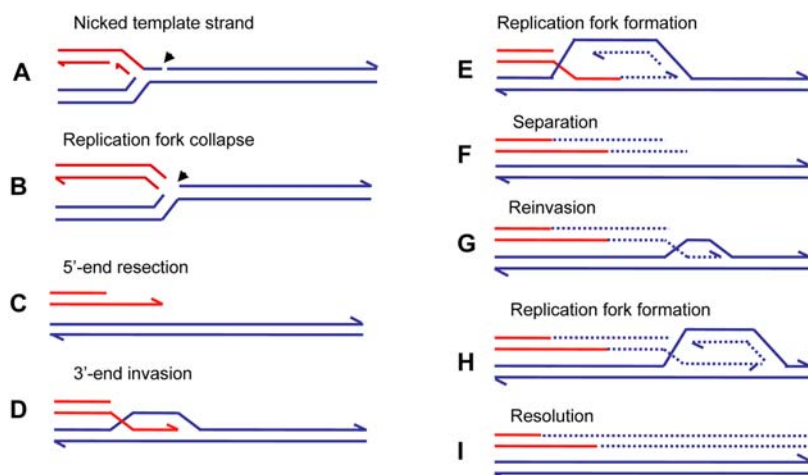 Nicked template strand
A
Replication fork collapse
B
5'-end resection
C
3'-end invasion
D
Replication fork formation
E
Separation
F
Reinvasion
G
Replication fork formation
H
Resolution
I